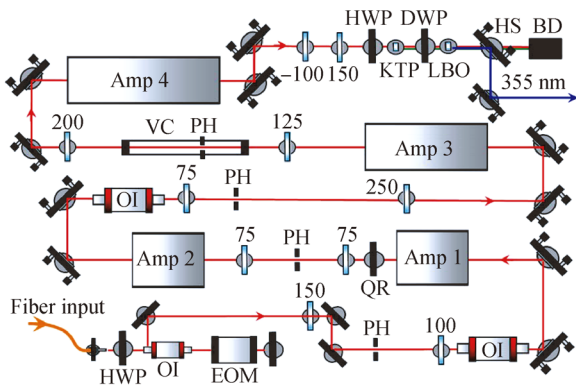 HWP DWP HS BD
-100 150 KTP LBO
355 nm
Amp 4
200 VC PH 125 Amp 3
OI 75 PH 250
Amp 2 75 PH 75 QR Amp 1
Fiber input
HWP OI EOM 150 PH 100 OI